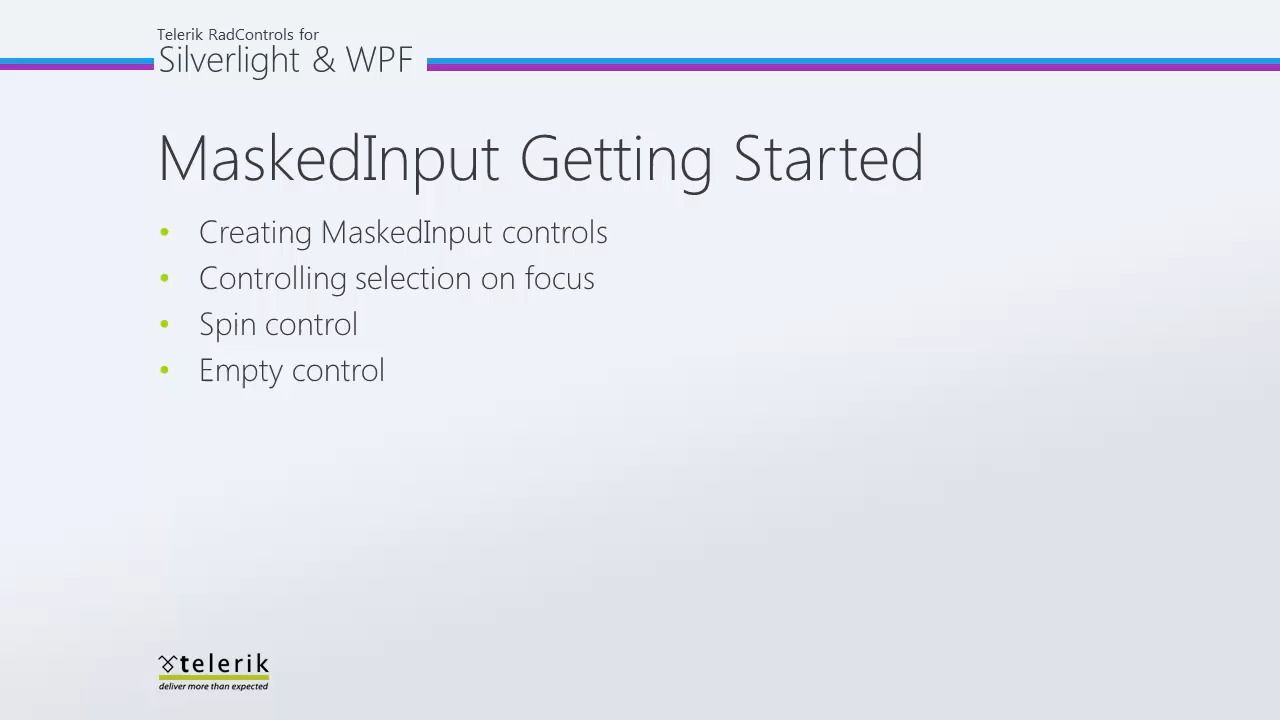 Telerik RadControls for
Silverlight & WPF
MaskedInput Getting Started
• Creating MaskedInput controls
• Controlling selection on focus
• Spin control
• Empty control
telerik
deliver more than expected